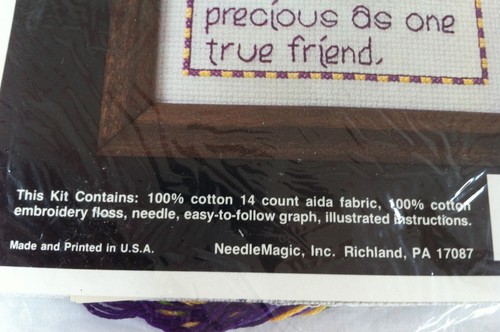 precious as one
true friend.
This Kit Contains: 100% cotton 14 count aida fabric, 100% cotton
embroidery floss, needle, easy-to-follow graph, illustrated instructions.
Made and Printed in U.S.A. NeedleMagic, Inc. Richland, PA 17087